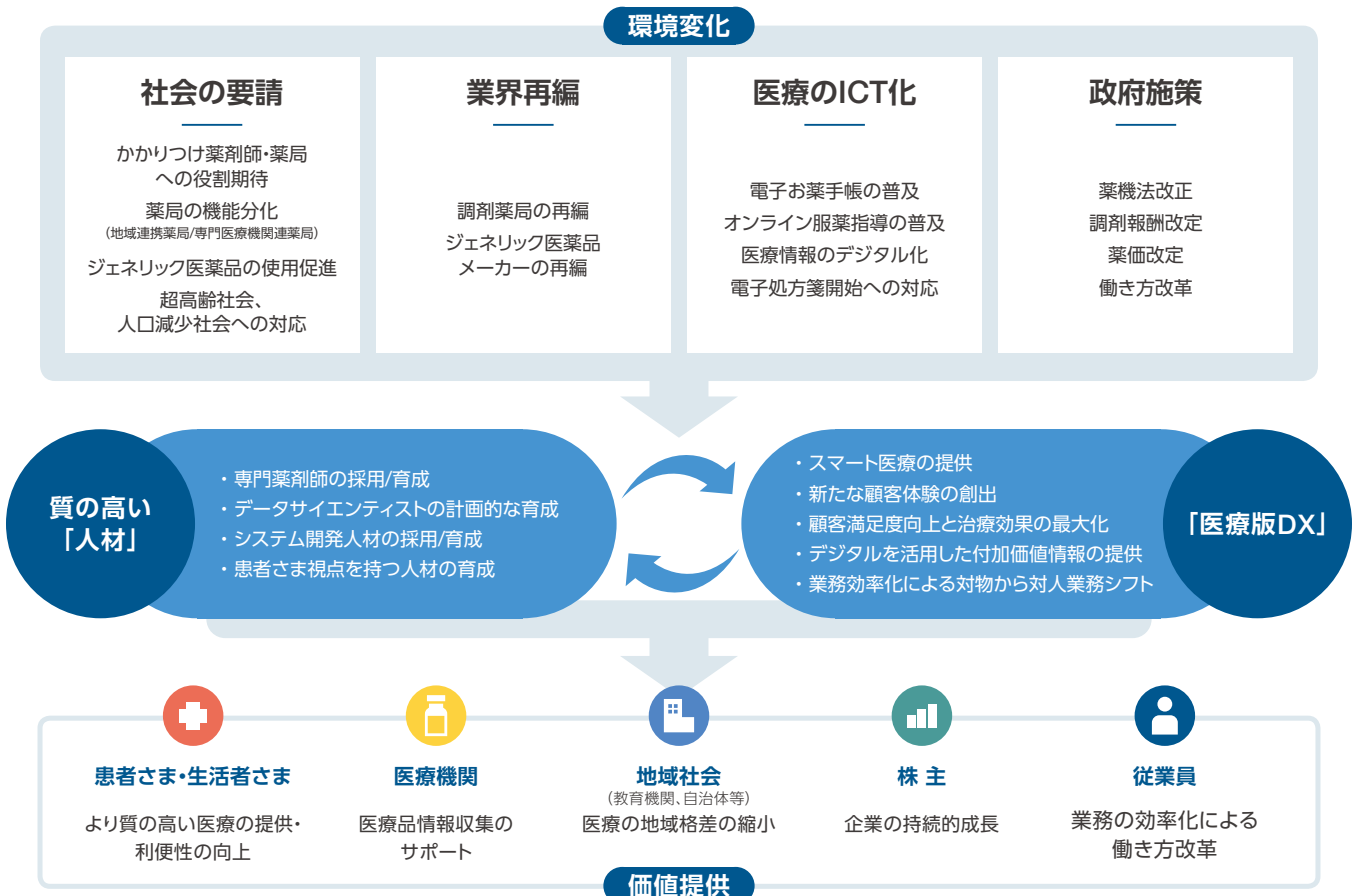 環境変化
社会の要請
かかりつけ薬剤師・薬局
への役割期待
薬局の機能分化
(地域連携薬局/専門医療機関連薬局)
ジェネリック医薬品の使用促進
超高齢社会、
人口減少社会への対応
業界再編
調剤薬局の再編
ジェネリック医薬品
メーカーの再編
医療のICT化
電子お薬手帳の普及
オンライン服薬指導の普及
医療情報のデジタル化
電子処方箋開始への対応
政府施策
薬機法改正
調剤報酬改定
薬価改定
働き方改革
質の高い
「人材」
・専門薬剤師の採用/育成
・データサイエンティストの計画的な育成
・システム開発人材の採用/育成
・患者さま視点を持つ人材の育成
・スマート医療の提供
・新たな顧客体験の創出
・顧客満足度向上と治療効果の最大化
・デジタルを活用した付加価値情報の提供
・業務効率化による対物から対人業務シフト
「医療版DX」
患者さま・生活者さま
より質の高い医療の提供・
利便性の向上
医療機関
医療品情報収集の
サポート
地域社会
(教育機関、自治体等)
医療の地域格差の縮小
株 主
企業の持続的成長
従業員
業務の効率化による
働き方改革
価値提供